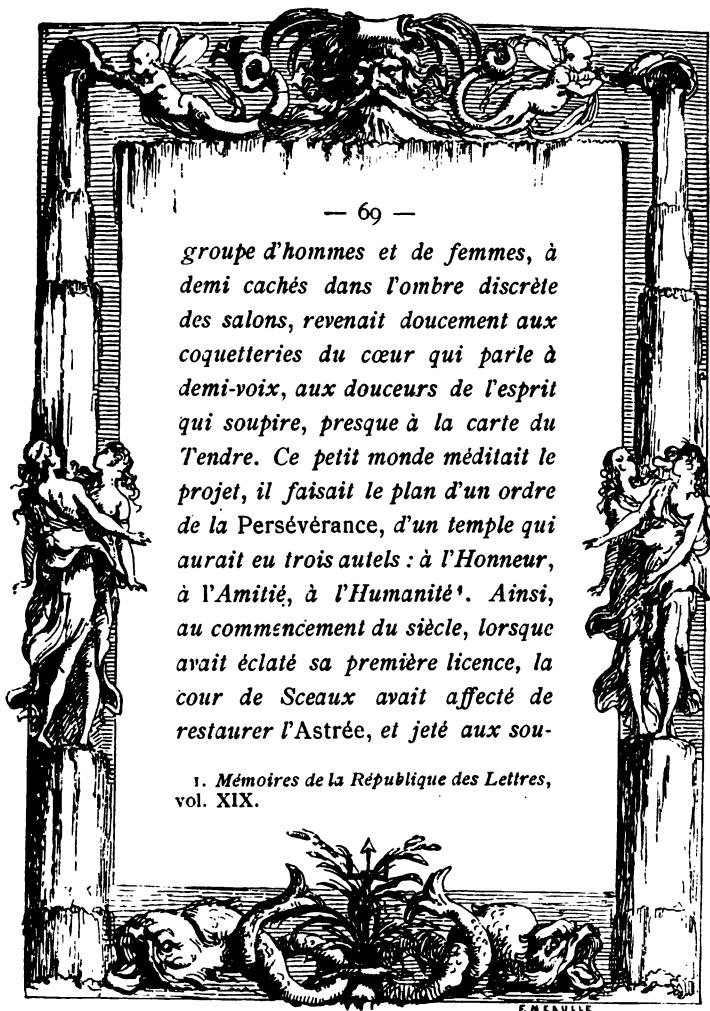 — 69 —
groupe d'hommes et de femmes, à
demi cachés dans l'ombre discrète
des salons, revenait doucement aux
coquetteries du cœur qui parle à
demi-voix, aux douceurs de l'esprit
qui soupire, presque à la carte du
Tendre. Ce petit monde méditait le
projet, il faisait le plan d'un ordre
de la Persévérance, d'un temple qui
aurait eu trois autels : à l'Honneur,
à l'Amitié, à l'Humanité¹. Ainsi,
au commencement du siècle, lorsque
avait éclaté sa première licence, la
cour de Sceaux avait affecté de
restaurer l'Astrée, et jeté aux sou-
1. Mémoires de la République des Lettres,
vol. XIX.
F. MEAULLE